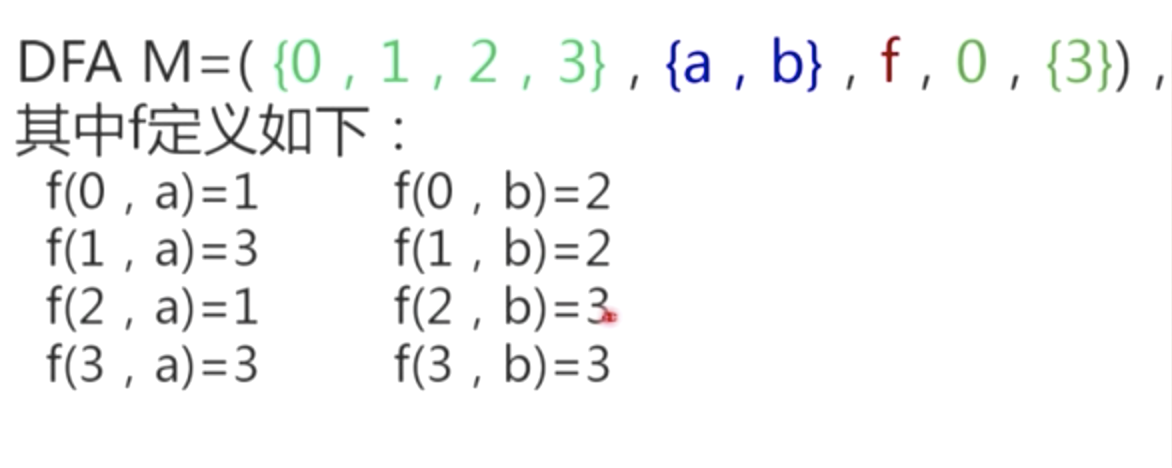 DFA M=( {0 , 1 , 2 , 3} , {a , b} , f , 0 , {3}) ,
其中f定义如下：
f(0 , a)=1 f(0 , b)=2
f(1 , a)=3 f(1 , b)=2
f(2 , a)=1 f(2 , b)=3
f(3 , a)=3 f(3 , b)=3